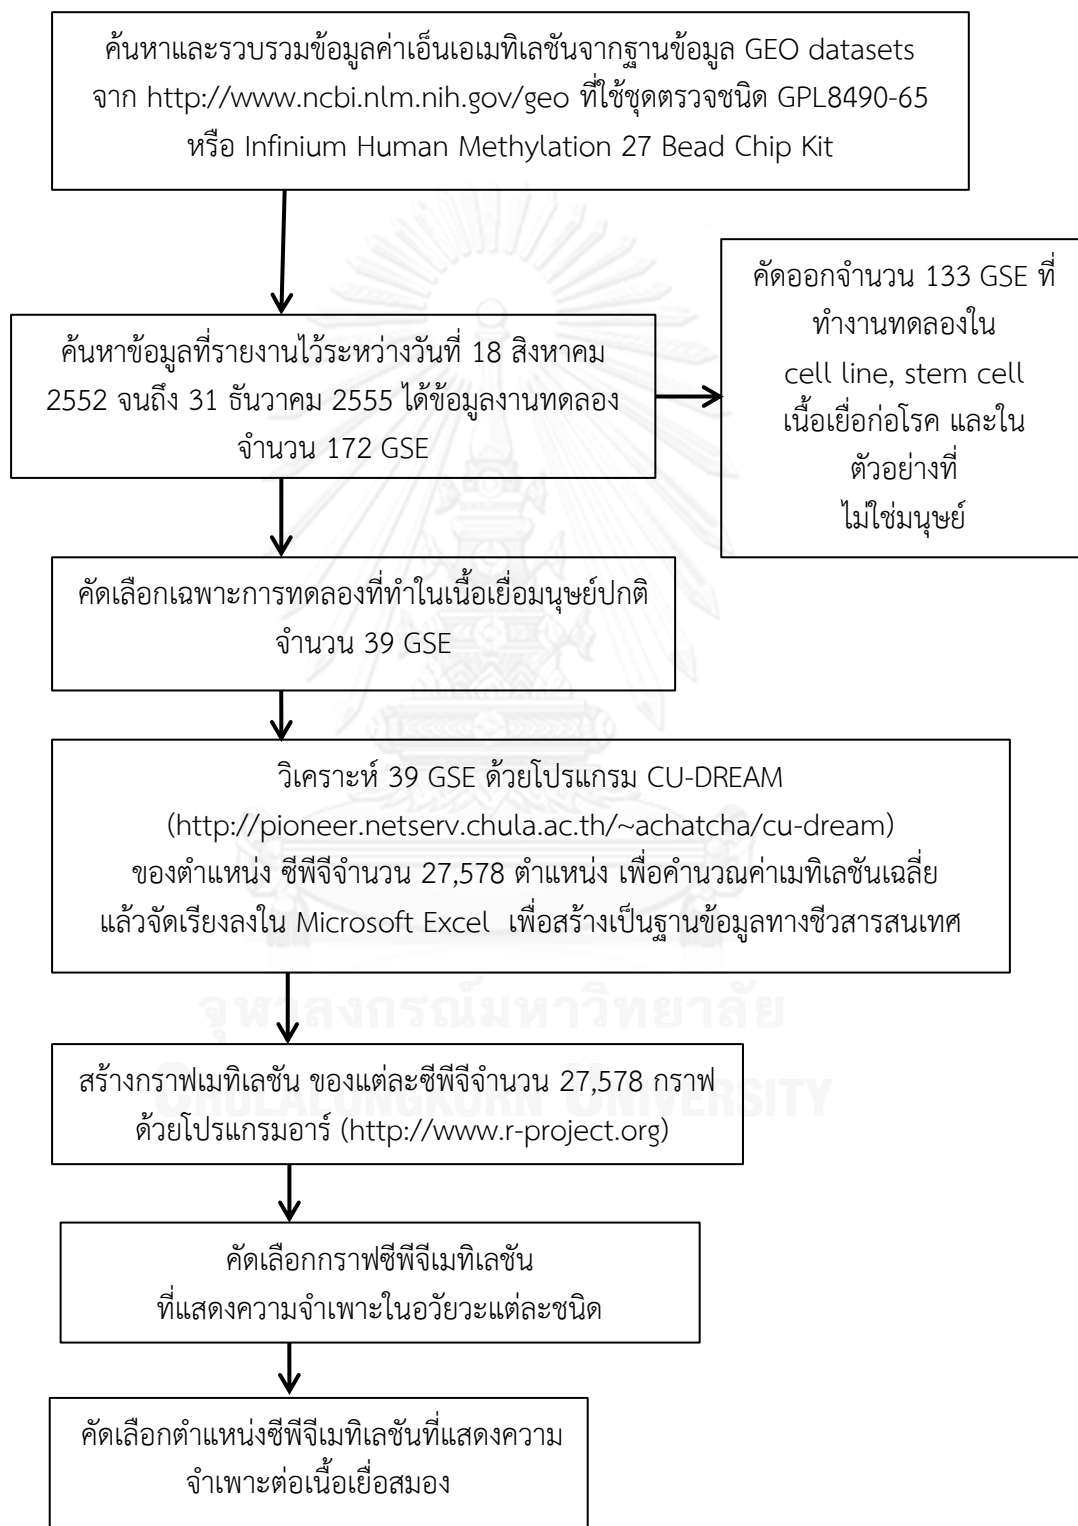 ค้นหาและรวบรวมข้อมูลค่าเอ็นเอเมทิเลชันจากฐานข้อมูล GEO datasets
จาก http://www.ncbi.nlm.nih.gov/geo ที่ใช้ชุดตรวจชนิด GPL8490-65
หรือ Infinium Human Methylation 27 Bead Chip Kit
ค้นหาข้อมูลที่รายงานไว้ระหว่างวันที่ 18 สิงหาคม
2552 จนถึง 31 ธันวาคม 2555 ได้ข้อมูลงานทดลอง
จำนวน 172 GSE
คัดออกจำนวน 133 GSE ที่
ทำงานทดลองใน
cell line, stem cell
เนื้อเยื่อก่อโรค และใน
ตัวอย่างที่
ไม่ใช่มนุษย์
คัดเลือกเฉพาะการทดลองที่ทำในเนื้อเยื่อมนุษย์ปกติ
จำนวน 39 GSE
วิเคราะห์ 39 GSE ด้วยโปรแกรม CU-DREAM
(http://pioneer.netserv.chula.ac.th/~achatcha/cu-dream)
ของตำแหน่ง ซีพีจีจำนวน 27,578 ตำแหน่ง เพื่อคำนวณค่าเมทิเลชันเฉลี่ย
แล้วจัดเรียงลงใน Microsoft Excel เพื่อสร้างเป็นฐานข้อมูลทางชีวสารสนเทศ
จุฬาลงกรณ์มหาวิทยาลัย
CHULALONGKORN UNIVERSITY
สร้างกราฟเมทิเลชัน ของแต่ละซีพีจีจำนวน 27,578 กราฟ
ด้วยโปรแกรมอาร์ (http://www.r-project.org)
คัดเลือกกราฟซีพีจีเมทิเลชัน
ที่แสดงความจำเพาะในอวัยวะแต่ละชนิด
คัดเลือกตำแหน่งซีพีจีเมทิเลชันที่แสดงความ
จำเพาะต่อเนื้อเยื่อสมอง